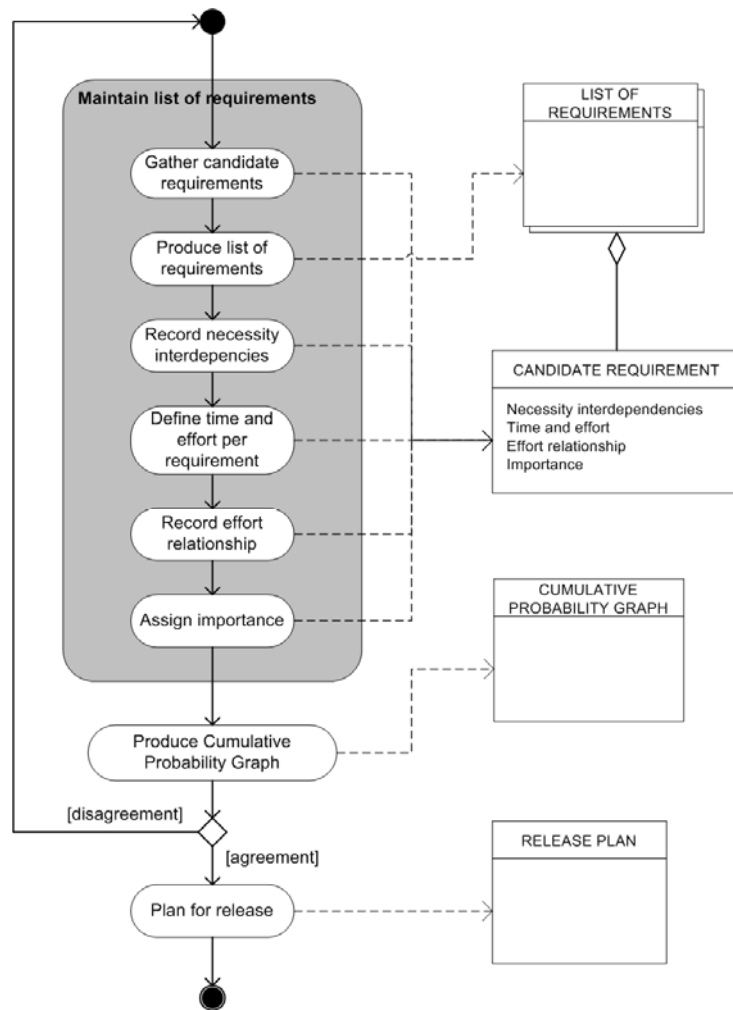 Maintain list of requirements
Gather candidate
requirements
Produce list of
requirements
Record necessity
interdepencies
Define time and
effort per
requirement
Record effort
relationship
Assign importance
Produce Cumulative
Probability Graph
[disagreement]
[agreement]
Plan for release
LIST OF
REQUIREMENTS
CANDIDATE REQUIREMENT
Necessity interdependencies
Time and effort
Effort relationship
Importance
CUMULATIVE
PROBABILITY GRAPH
RELEASE PLAN